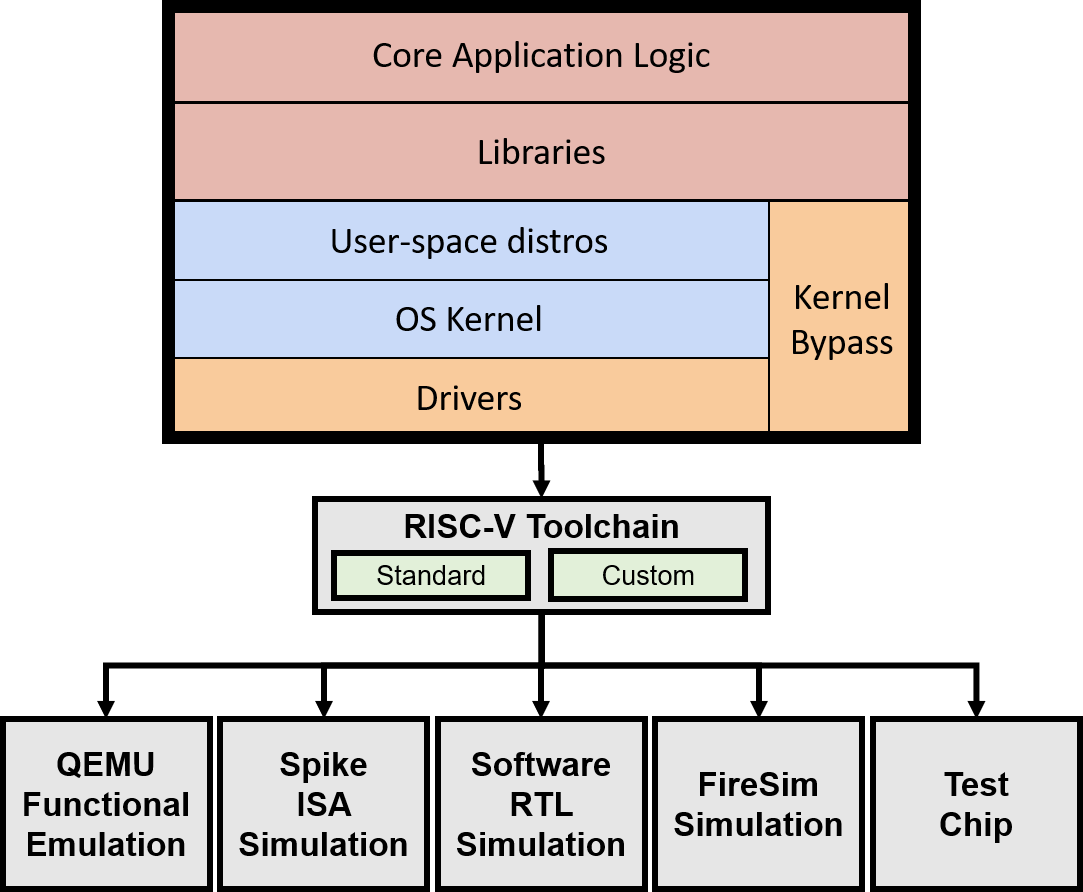 Core Application Logic
Libraries
User-space distros
OS Kernel
Drivers
Kernel
Bypass
RISC-V Toolchain
Standard
Custom
QEMU
Functional
Emulation
Spike
ISA
Simulation
Software
RTL
Simulation
FireSim
Simulation
Test
Chip